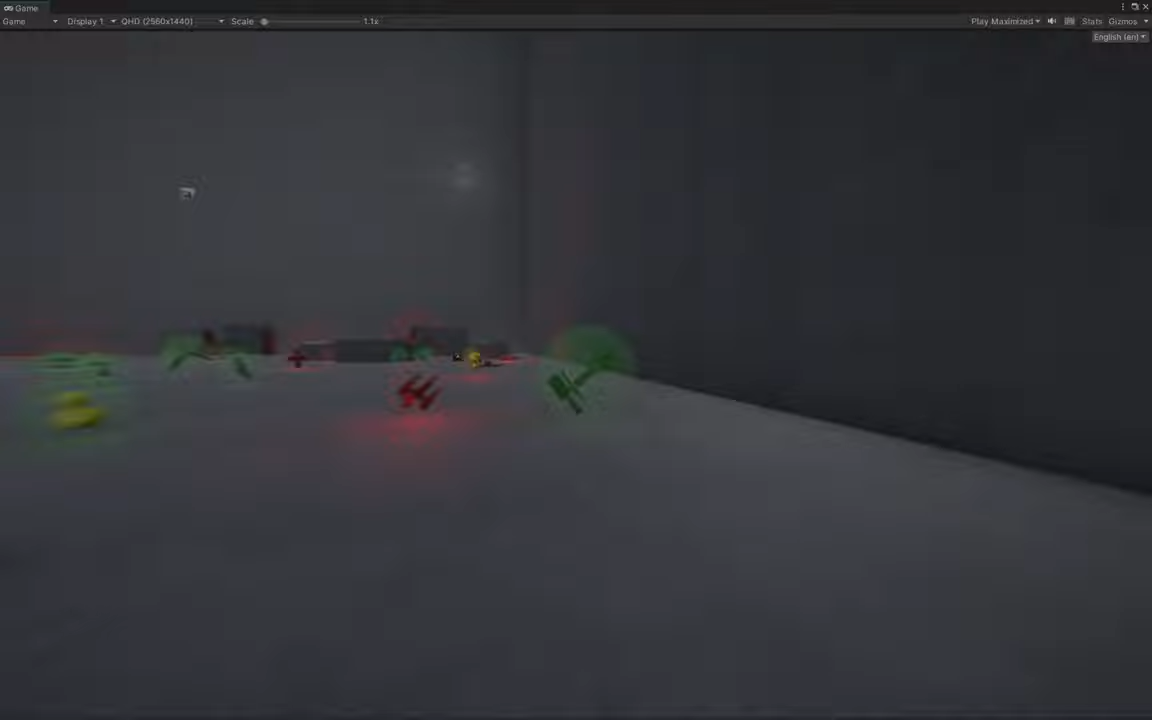 Game
Game Display 1 QHD (2560x1440) Scale 1.1x Play Maximized Stats Gizmos
English (en)